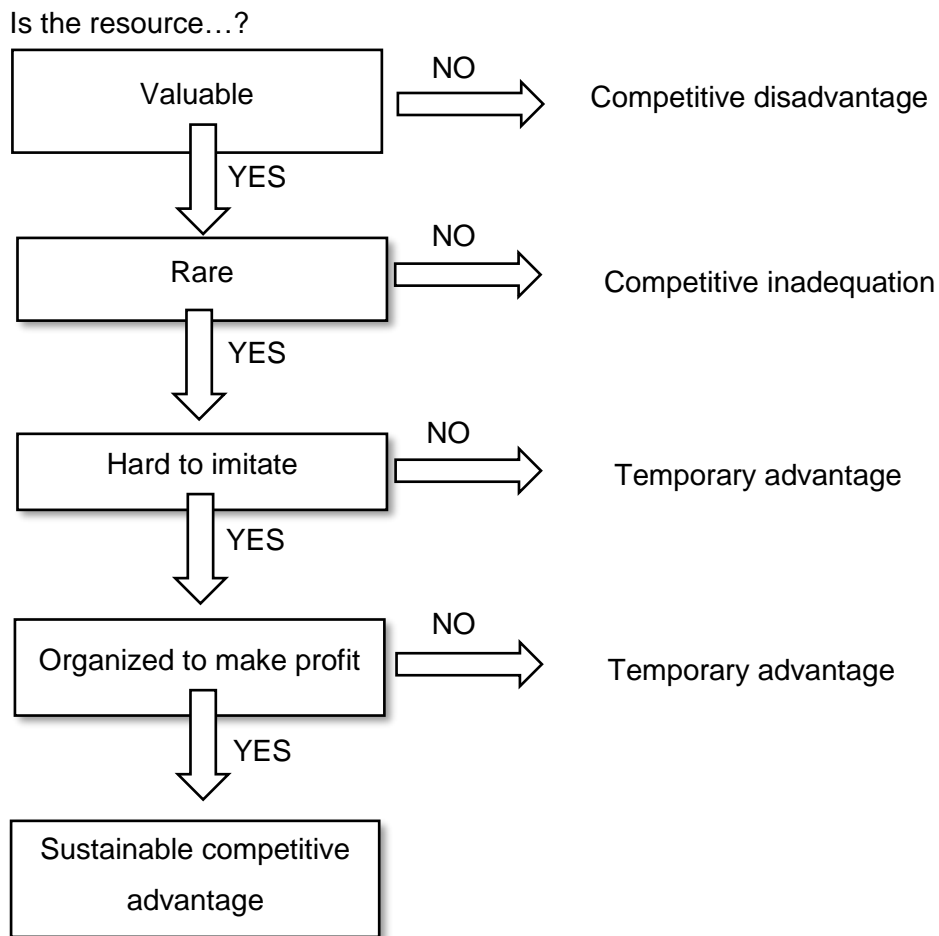 Is the resource…?
Valuable
NO
Competitive disadvantage
YES
Rare
NO
Competitive inadequation
YES
Hard to imitate
NO
Temporary advantage
YES
Organized to make profit
NO
Temporary advantage
YES
Sustainable competitive
advantage